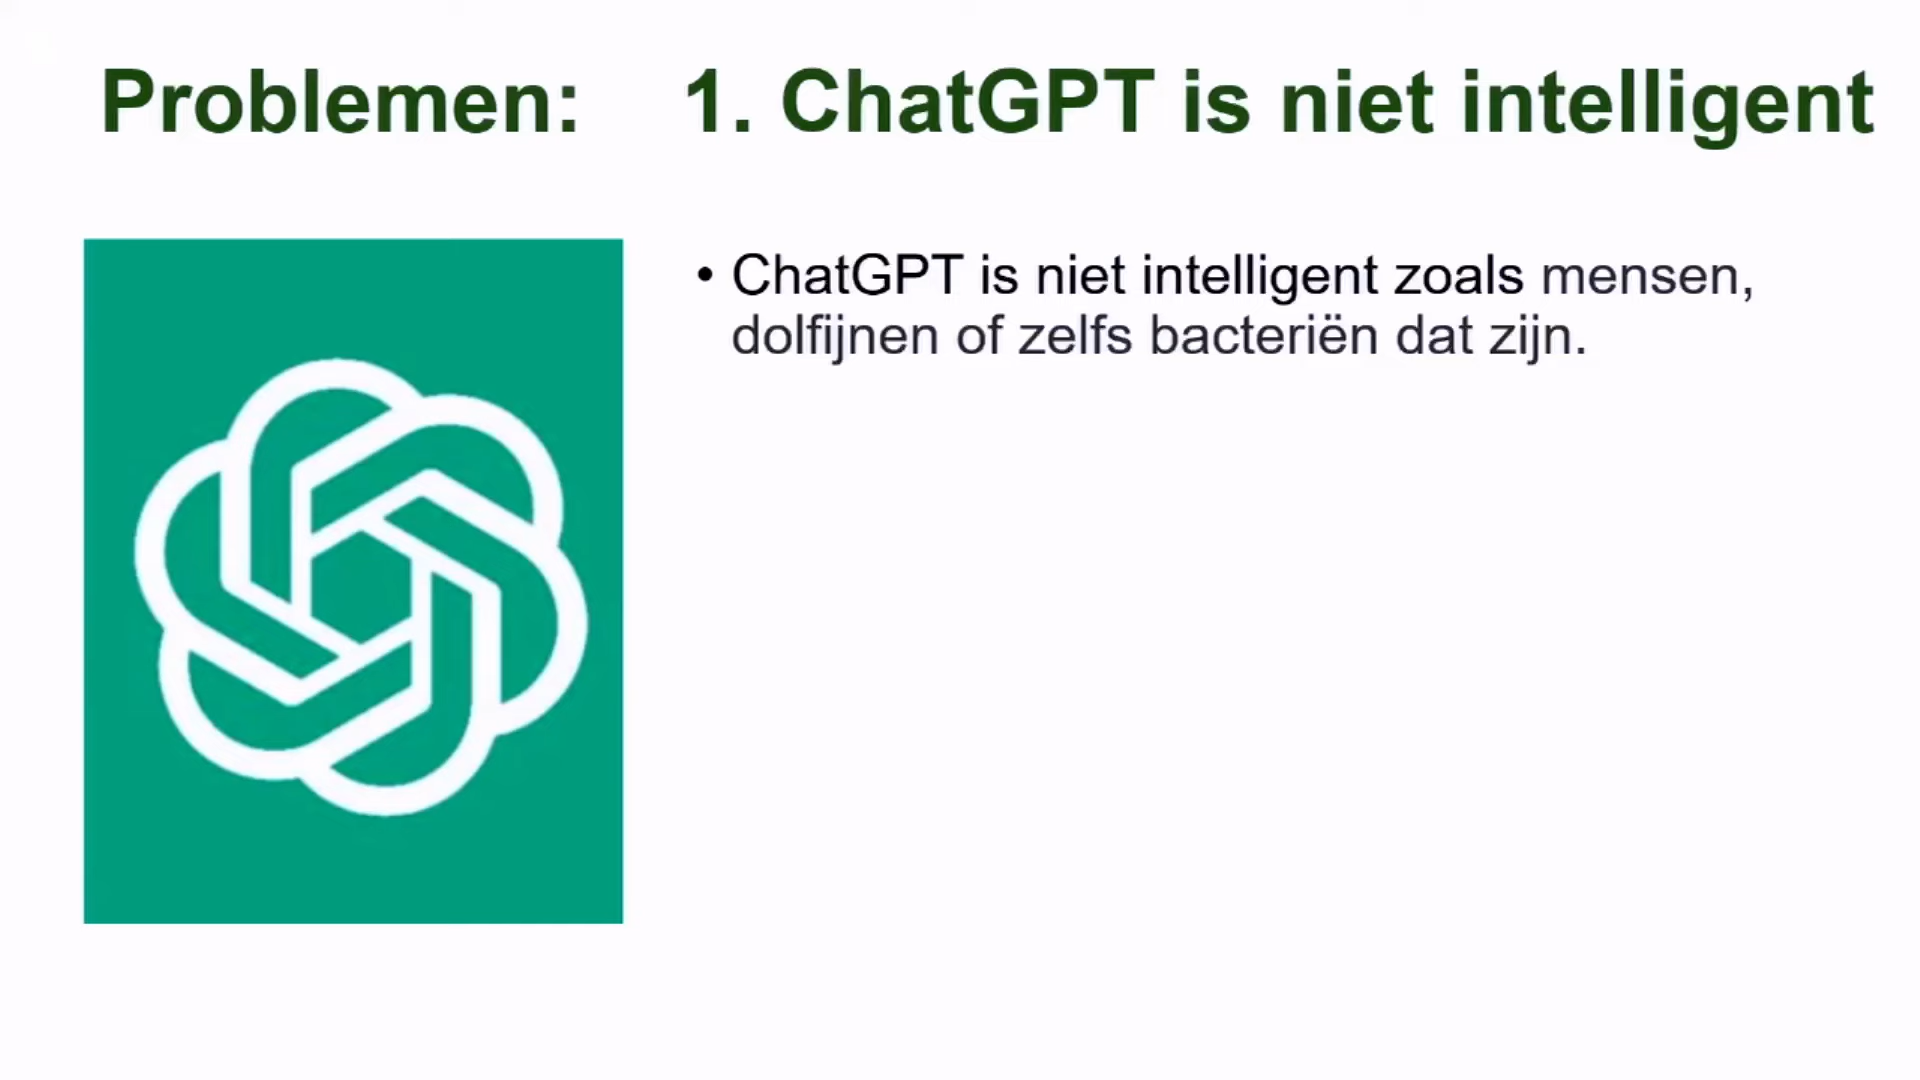 Problemen: 1. ChatGPT is niet intelligent
• ChatGPT is niet intelligent zoals mensen,
dolfijnen of zelfs bacteriën dat zijn.